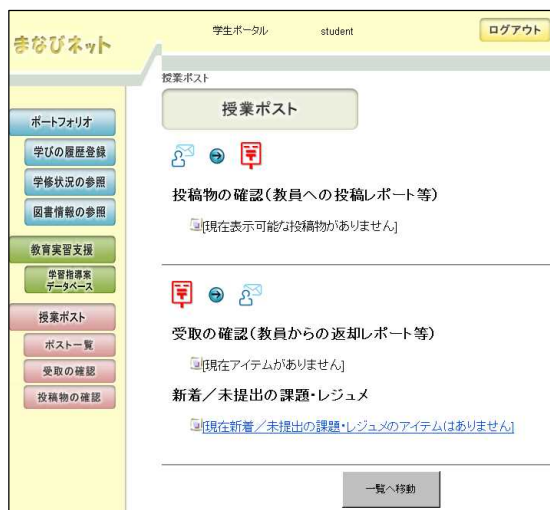 まなびネット
学生ポータル student ログアウト
授業ポスト
授業ポスト
ポートフォリオ
学びの履歴登録
学修状況の参照
図書情報の参照
教育実習支援
学習指導案
データベース
授業ポスト
ポスト一覧
受取の確認
投稿物の確認
投稿物の確認(教員への投稿レポート等)
[現在表示可能な投稿物がありません]
受取の確認(教員からの返却レポート等)
[現在アイテムがありません]
新着/未提出の課題・レジュメ
[現在新着/未提出の課題・レジュメのアイテムはありません]
一覧へ移動